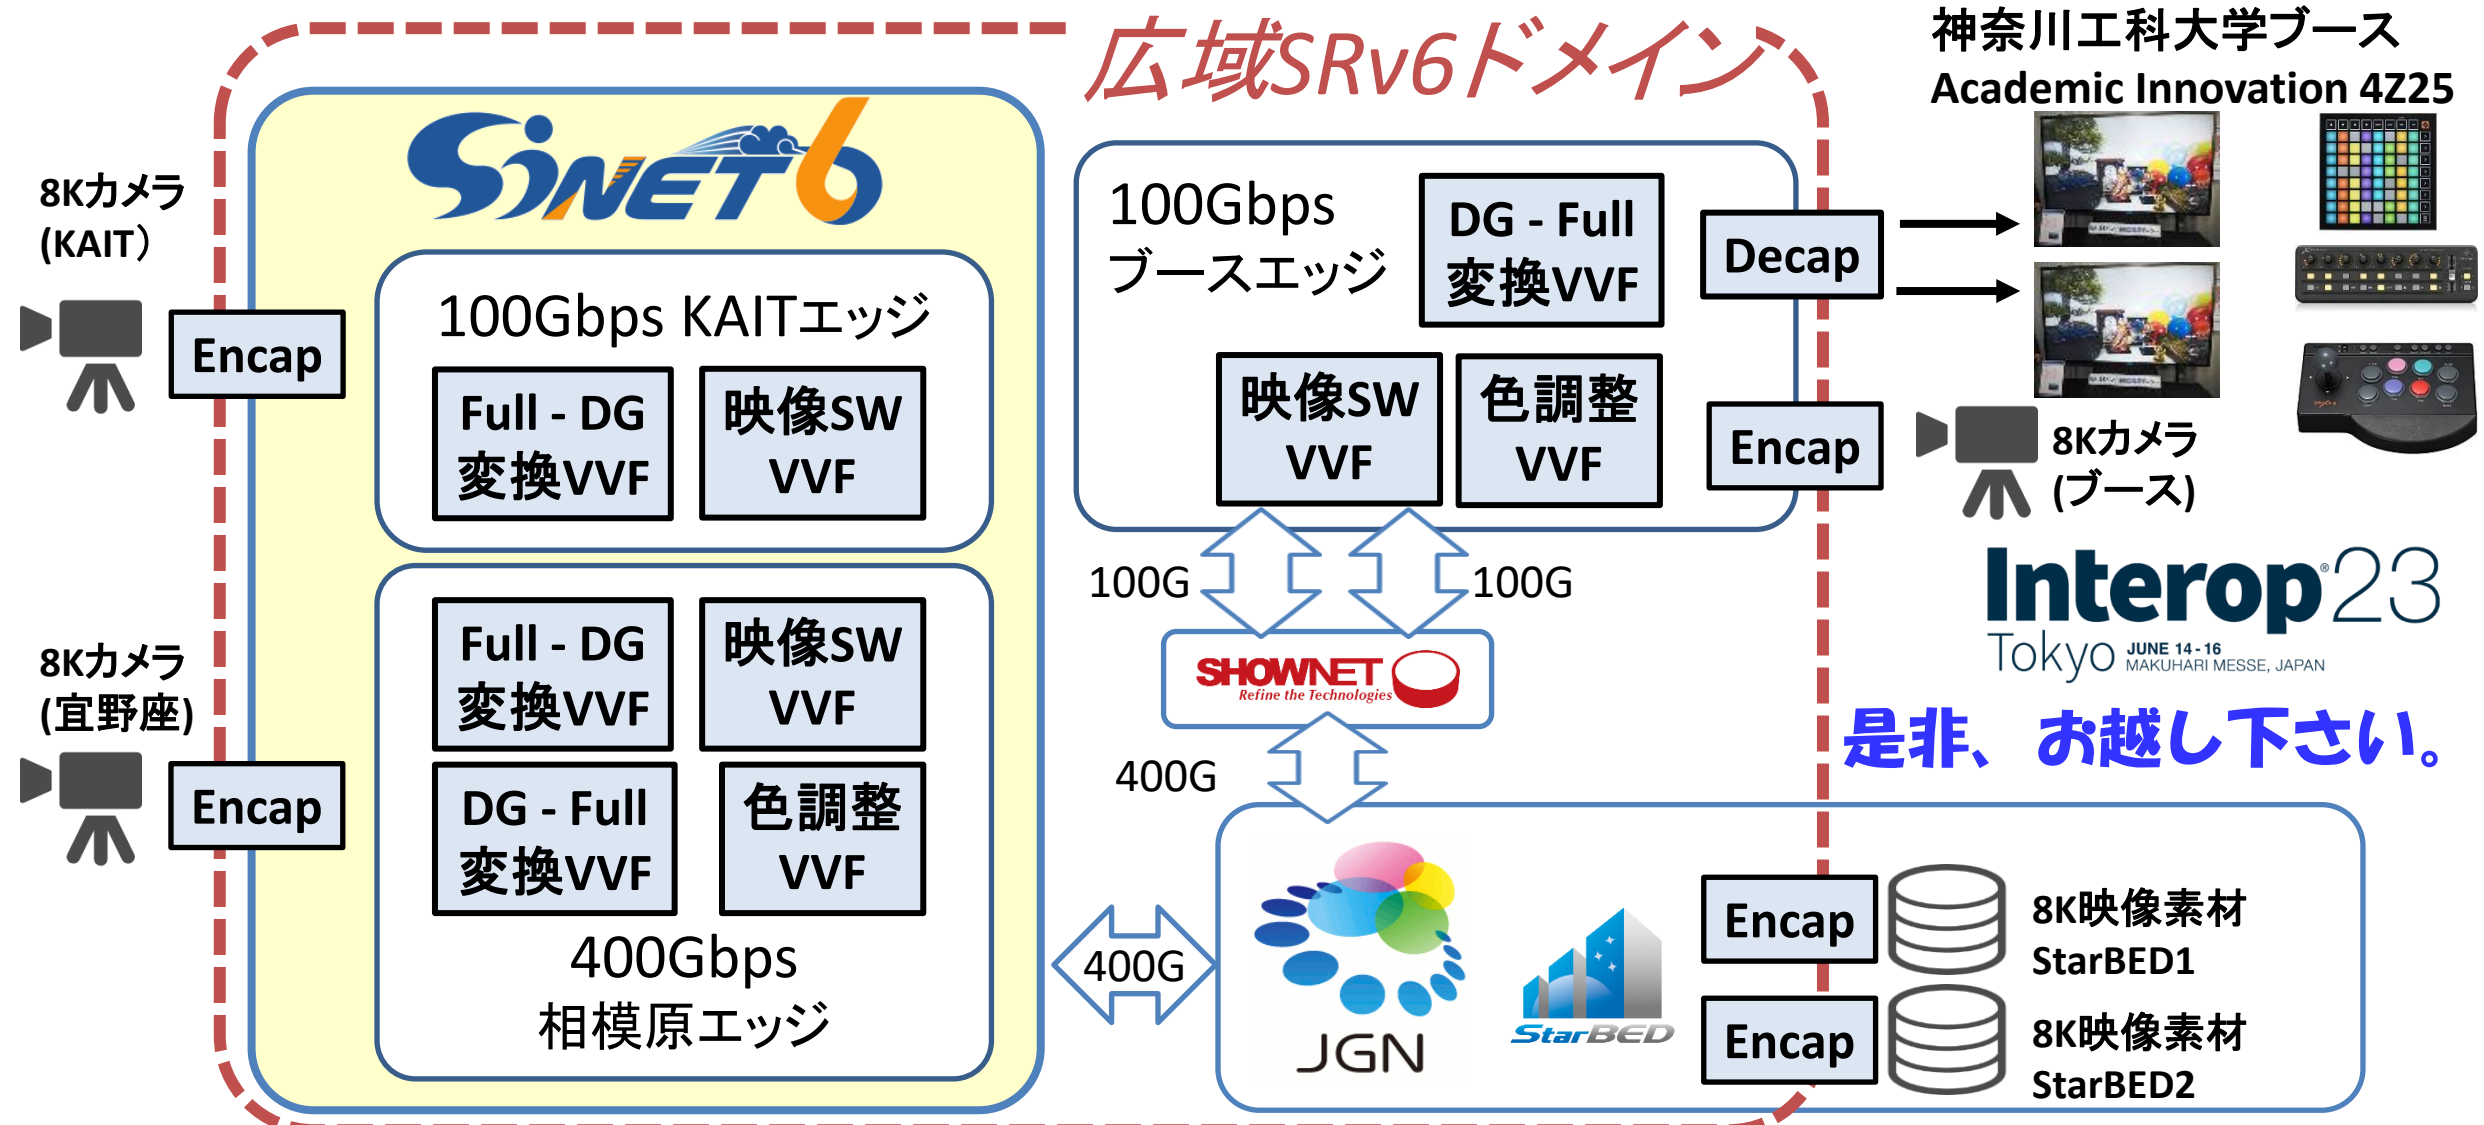 広域SRv6ドメイン
神奈川工科大学ブース
Academic Innovation 4Z25
SINET6
8Kカメラ
(KAIT)
Encap
100Gbps KAITエッジ
Full - DG
変換VVF
映像SW
VVF
8Kカメラ
(宜野座)
Encap
Full - DG
変換VVF
映像SW
VVF
DG - Full
変換VVF
色調整
VVF
400Gbps
相模原エッジ
100Gbps
ブースエッジ
DG - Full
変換VVF
Decap
映像SW
VVF
色調整
VVF
Encap
8Kカメラ
(ブース)
100G
100G
SHOWNET
Refine the Technologies
400G
400G
Interop®23
Tokyo
JUNE 14 - 16
MAKUHARI MESSE, JAPAN
是非、お越し下さい。
JGN
StarBED
Encap
8K映像素材
StarBED1
Encap
8K映像素材
StarBED2